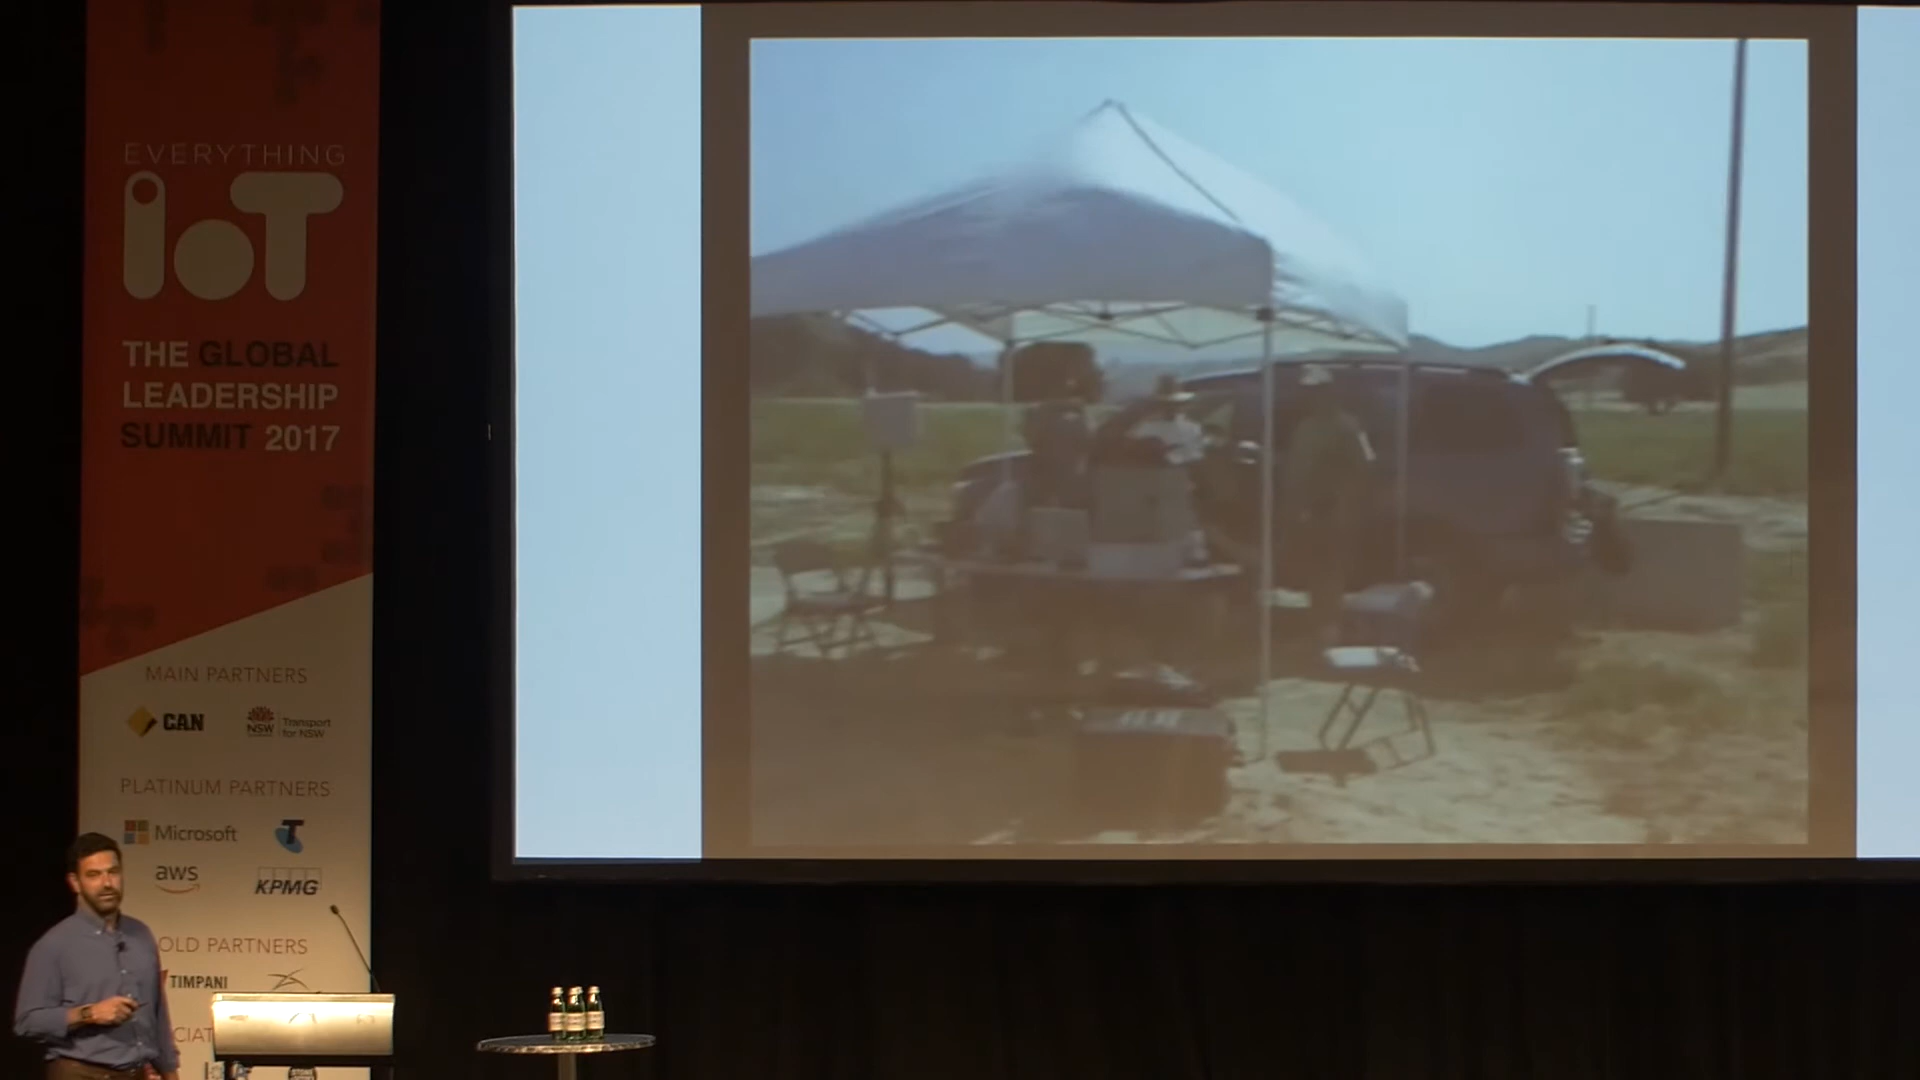 EVERYTHING
IOT
THE GLOBAL
LEADERSHIP
SUMMIT 2017
MAIN PARTNERS
CAN
NSW
Transport
for NSW
PLATINUM PARTNERS
Microsoft
T
aws
KPMG
OLD PARTNERS
TIMPANI
CIAT